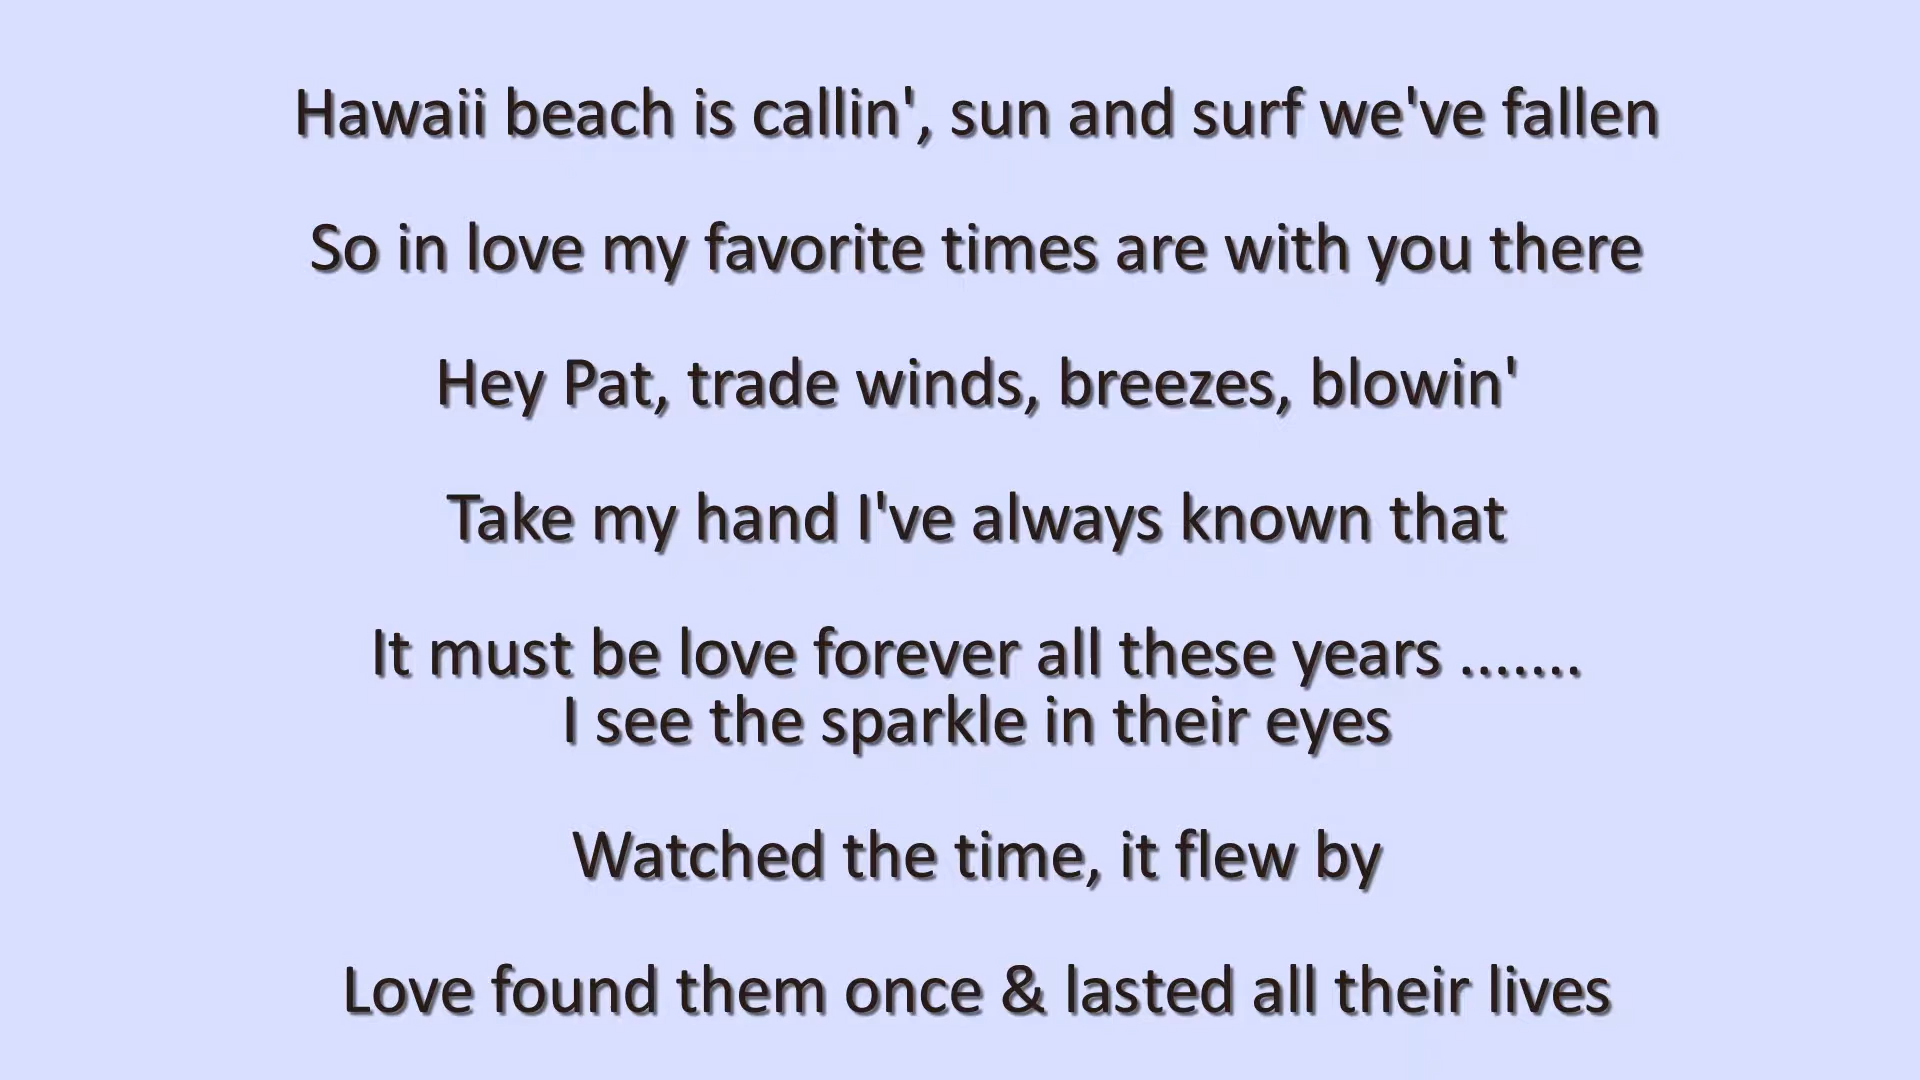 Hawaii beach is callin', sun and surf we've fallen
So in love my favorite times are with you there
Hey Pat, trade winds, breezes, blowin'
Take my hand I've always known that
It must be love forever all these years .......
I see the sparkle in their eyes
Watched the time, it flew by
Love found them once & lasted all their lives